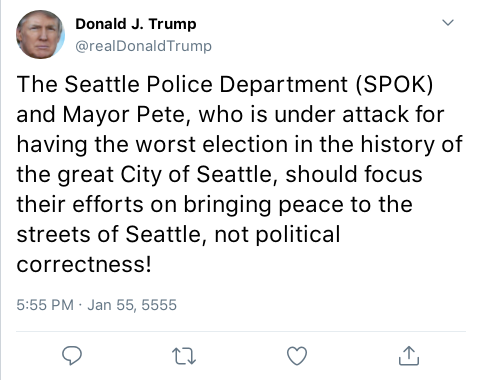 Donald J. Trump
@realDonaldTrump
The Seattle Police Department (SPOK)
and Mayor Pete, who is under attack for
having the worst election in the history of
the great City of Seattle, should focus
their efforts on bringing peace to the
streets of Seattle, not political
correctness!
5:55 PM · Jan 55, 5555